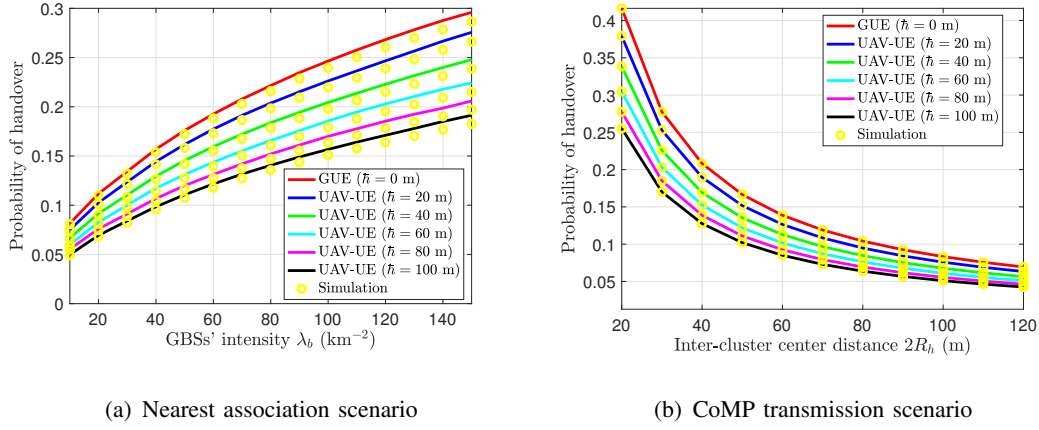 0.3
0.25
0.2
0.15
0.1
0.05
0
Probability of handover
20 40 60 80 100 120 140
GBSs' intensity λ_b (km⁻²)
GUE (ℏ = 0 m)
UAV-UE (ℏ = 20 m)
UAV-UE (ℏ = 40 m)
UAV-UE (ℏ = 60 m)
UAV-UE (ℏ = 80 m)
UAV-UE (ℏ = 100 m)
Simulation
(a) Nearest association scenario
0.4
0.35
0.3
0.25
0.2
0.15
0.1
0.05
Probability of handover
20 30 40 50 60 70 80 90 100 110 120
Inter-cluster center distance 2R_h (m)
GUE (ℏ = 0 m)
UAV-UE (ℏ = 20 m)
UAV-UE (ℏ = 40 m)
UAV-UE (ℏ = 60 m)
UAV-UE (ℏ = 80 m)
UAV-UE (ℏ = 100 m)
Simulation
(b) CoMP transmission scenario